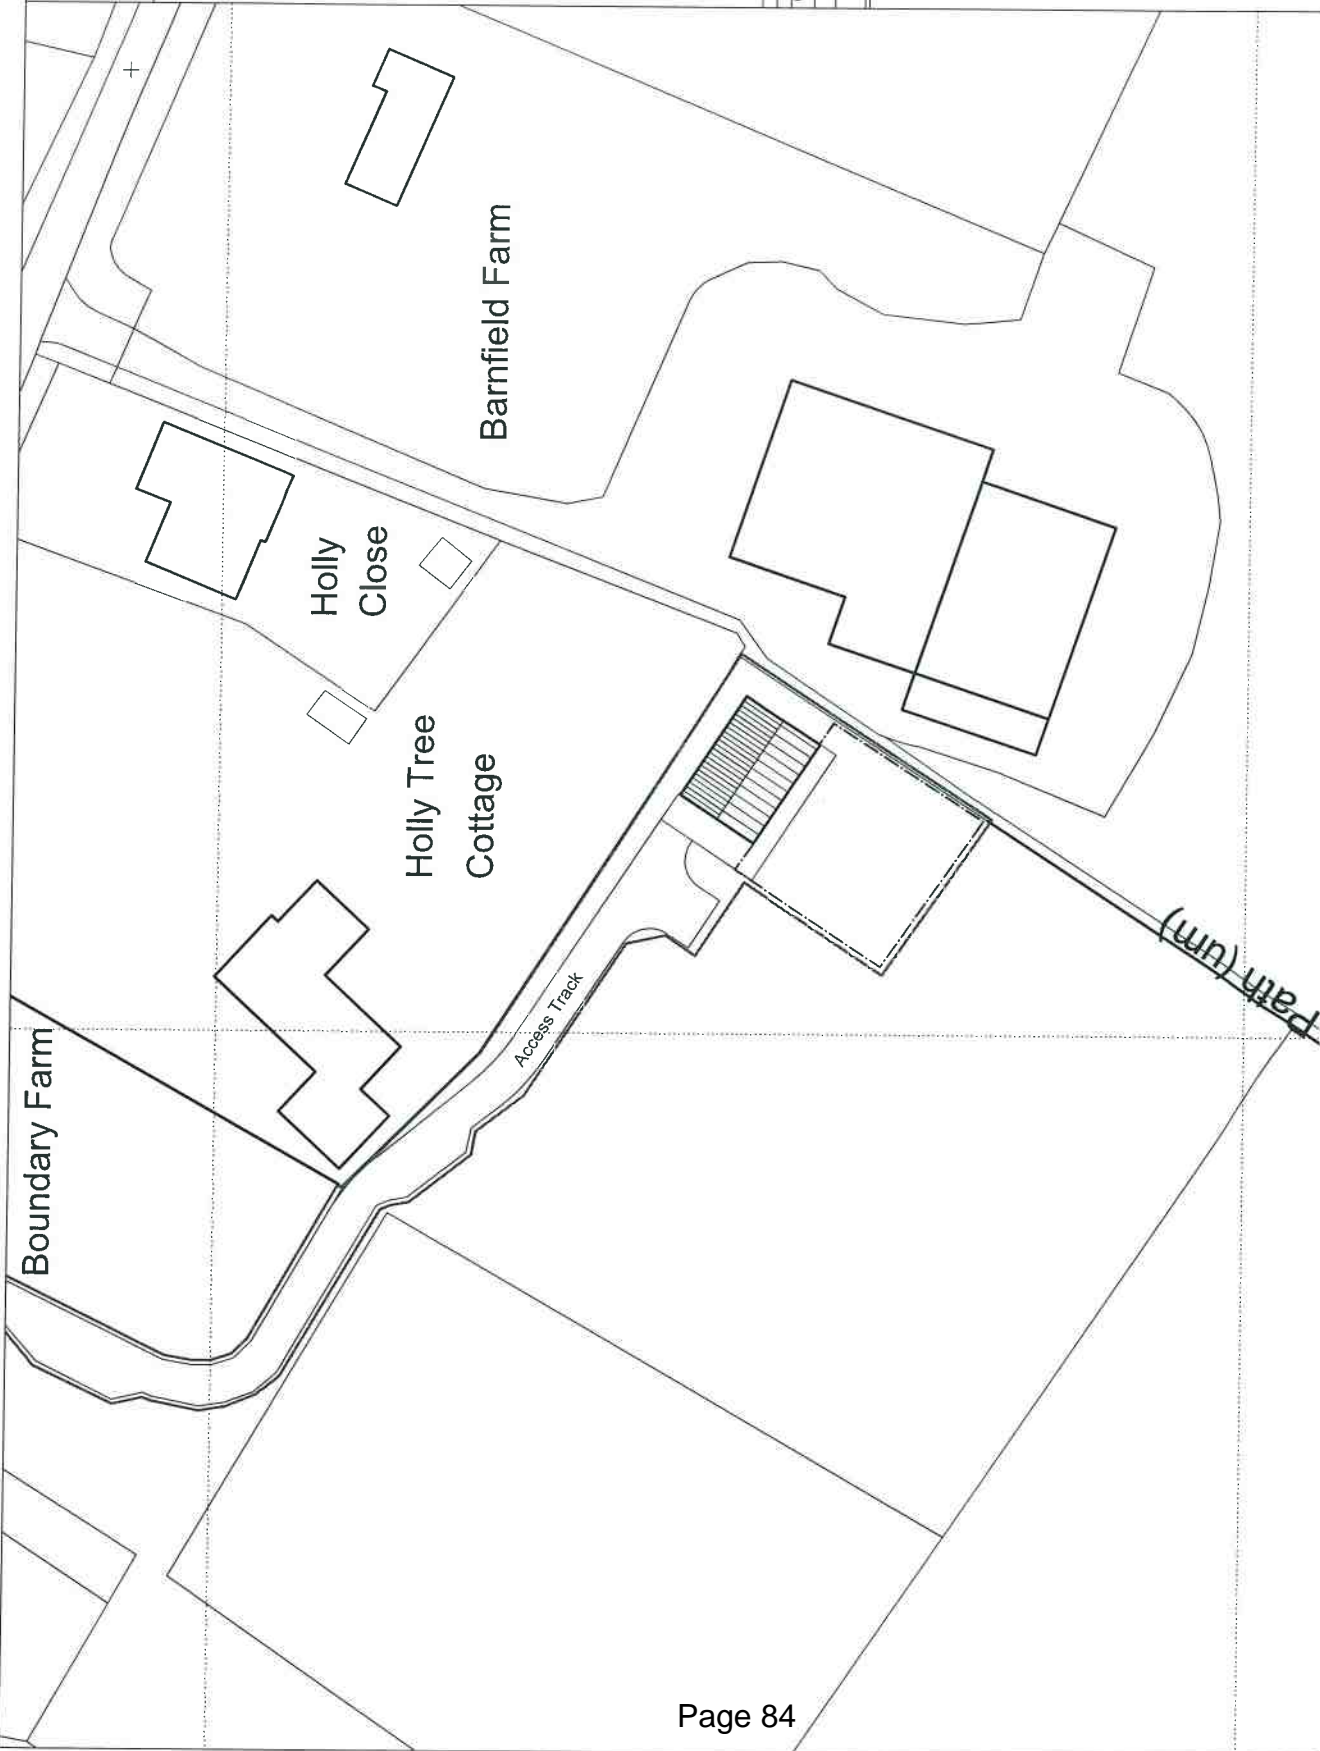 Barnfield Farm
Holly
Close
Holly Tree
Cottage
Boundary Farm
Access Track
Path (um)
Page 84